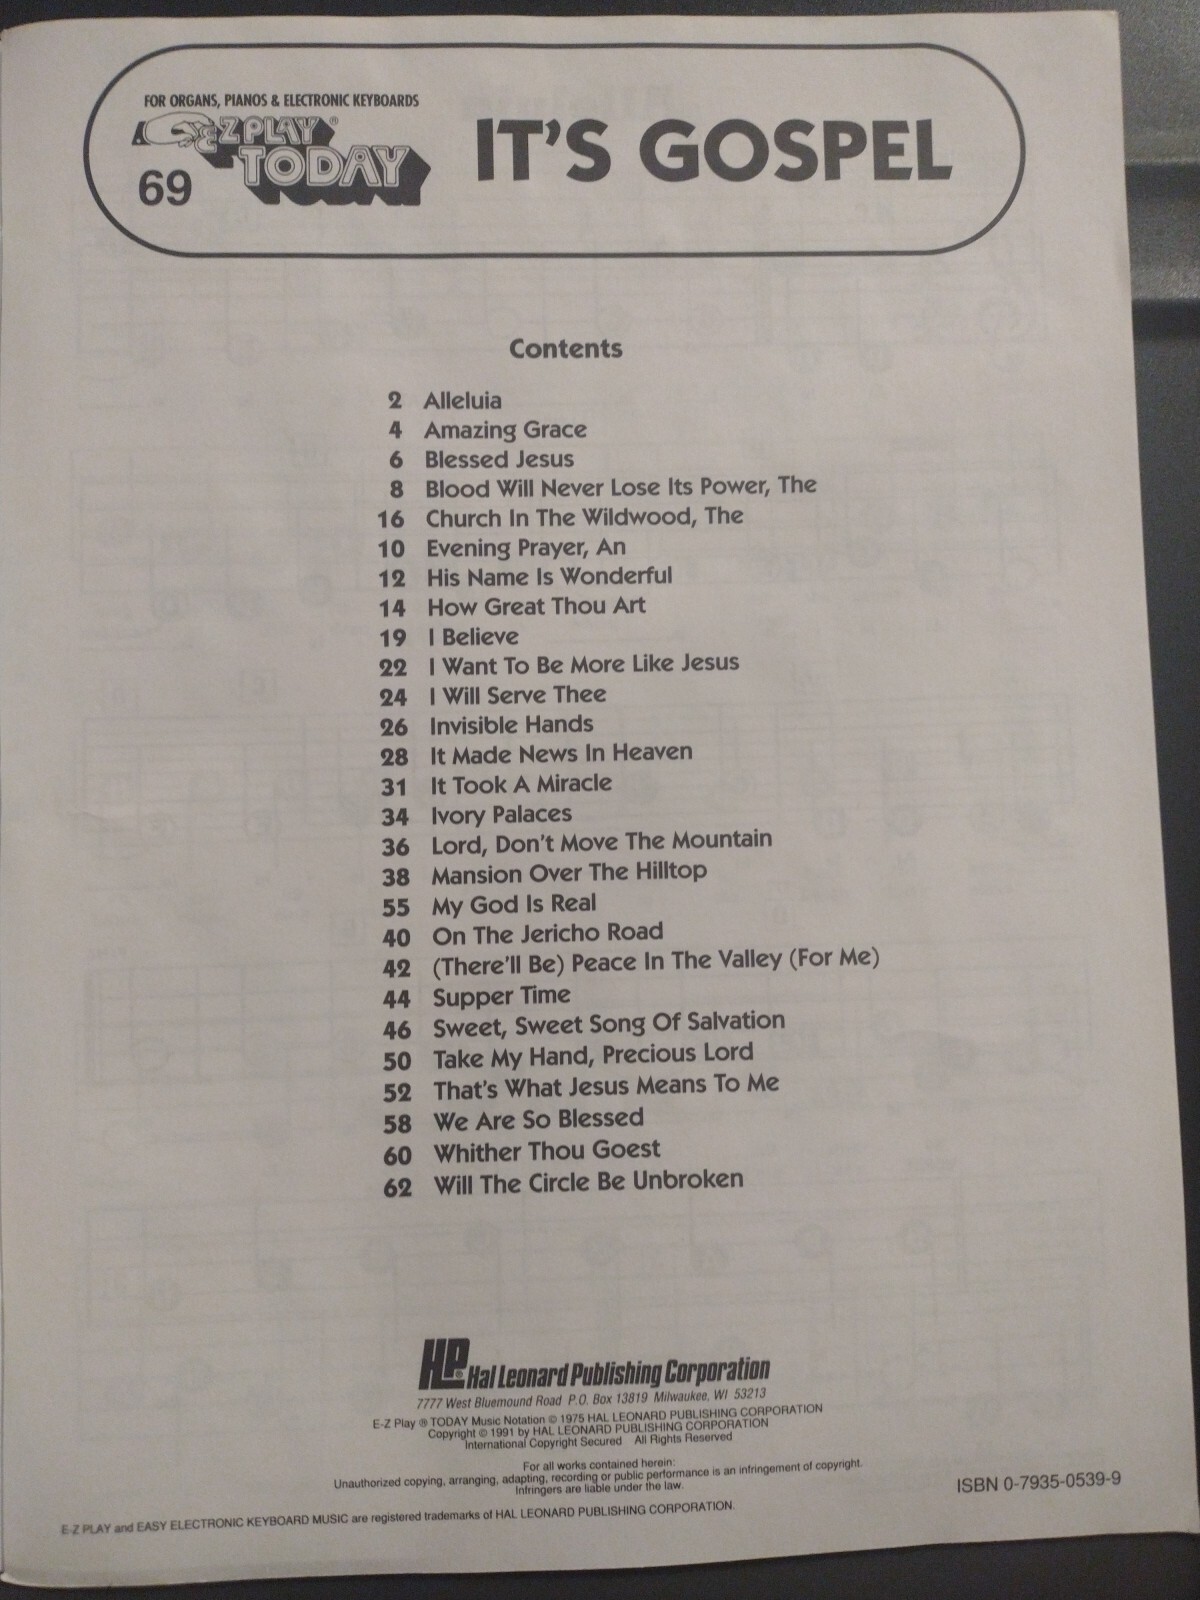 FOR ORGANS, PIANOS & ELECTRONIC KEYBOARDS
E-Z PLAY ®
TODAY
69
IT'S GOSPEL
Contents
2 Alleluia
4 Amazing Grace
6 Blessed Jesus
8 Blood Will Never Lose Its Power, The
16 Church In The Wildwood, The
10 Evening Prayer, An
12 His Name Is Wonderful
14 How Great Thou Art
19 I Believe
22 I Want To Be More Like Jesus
24 I Will Serve Thee
26 Invisible Hands
28 It Made News In Heaven
31 It Took A Miracle
34 Ivory Palaces
36 Lord, Don't Move The Mountain
38 Mansion Over The Hilltop
55 My God Is Real
40 On The Jericho Road
42 (There'll Be) Peace In The Valley (For Me)
44 Supper Time
46 Sweet, Sweet Song Of Salvation
50 Take My Hand, Precious Lord
52 That's What Jesus Means To Me
58 We Are So Blessed
60 Whither Thou Goest
62 Will The Circle Be Unbroken
HP® Hal Leonard Publishing Corporation
7777 West Bluemound Road P.O. Box 13819 Milwaukee, WI 53213
E-Z Play ® TODAY Music Notation © 1975 HAL LEONARD PUBLISHING CORPORATION
Copyright © 1991 by HAL LEONARD PUBLISHING CORPORATION
International Copyright Secured All Rights Reserved
For all works contained herein:
Unauthorized copying, arranging, adapting, recording or public performance is an infringement of copyright.
Infringers are liable under the law.
ISBN 0-7935-0539-9
E-Z PLAY and EASY ELECTRONIC KEYBOARD MUSIC are registered trademarks of HAL LEONARD PUBLISHING CORPORATION.